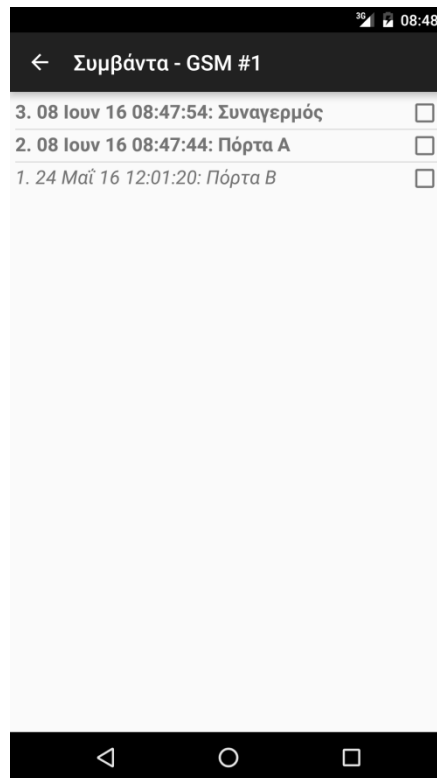 3G 08:48
Συμβάντα - GSM #1
3. 08 Ιουν 16 08:47:54: Συναγερμός
2. 08 Ιουν 16 08:47:44: Πόρτα Α
1. 24 Μαΐ 16 12:01:20: Πόρτα Β